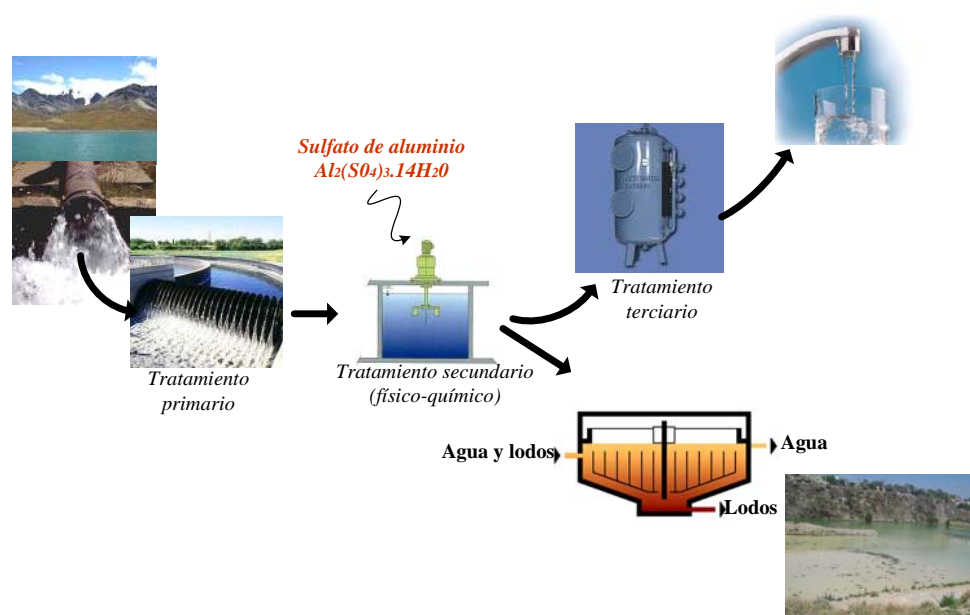 Sulfato de aluminio
Al2(S04)3.14H20
Tratamiento
primario
Tratamiento secundario
(físico-químico)
Tratamiento
terciario
Agua y lodos
Agua
Lodos